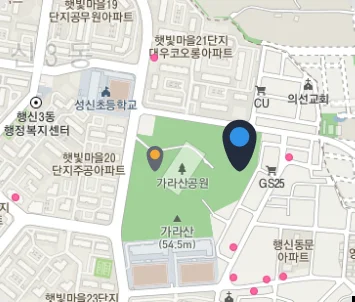 햇빛마을19
단지공무원아파트
햇빛마을21단지
대우코오롱아파트
신3동
성신초등학교
CU
의선교회
행신3동
행정복지센터
햇빛마을20
단지주공아파트
가라산공원
GS25
가라산
(54.5m)
행신동문
아파트
햇빛마을23단지